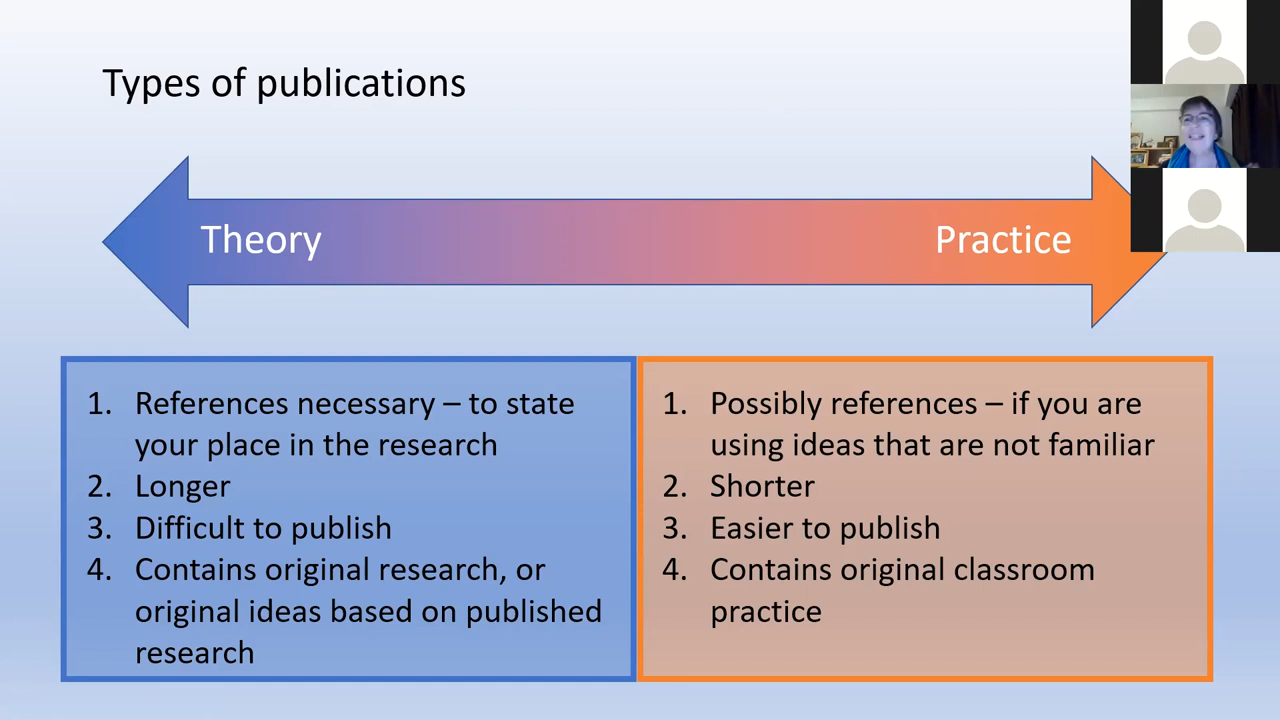 Types of publications
Theory
Practice
1. References necessary – to state
your place in the research
2. Longer
3. Difficult to publish
4. Contains original research, or
original ideas based on published
research
1. Possibly references – if you are
using ideas that are not familiar
2. Shorter
3. Easier to publish
4. Contains original classroom
practice